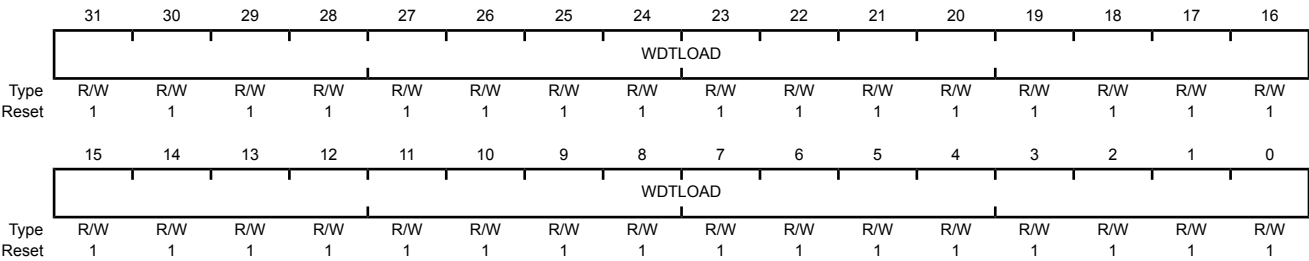 31 30 29 28 27 26 25 24 23 22 21 20 19 18 17 16
WDTLOAD
Type R/W R/W R/W R/W R/W R/W R/W R/W R/W R/W R/W R/W R/W R/W R/W R/W
Reset 1 1 1 1 1 1 1 1 1 1 1 1 1 1 1 1
15 14 13 12 11 10 9 8 7 6 5 4 3 2 1 0
WDTLOAD
Type R/W R/W R/W R/W R/W R/W R/W R/W R/W R/W R/W R/W R/W R/W R/W R/W
Reset 1 1 1 1 1 1 1 1 1 1 1 1 1 1 1 1